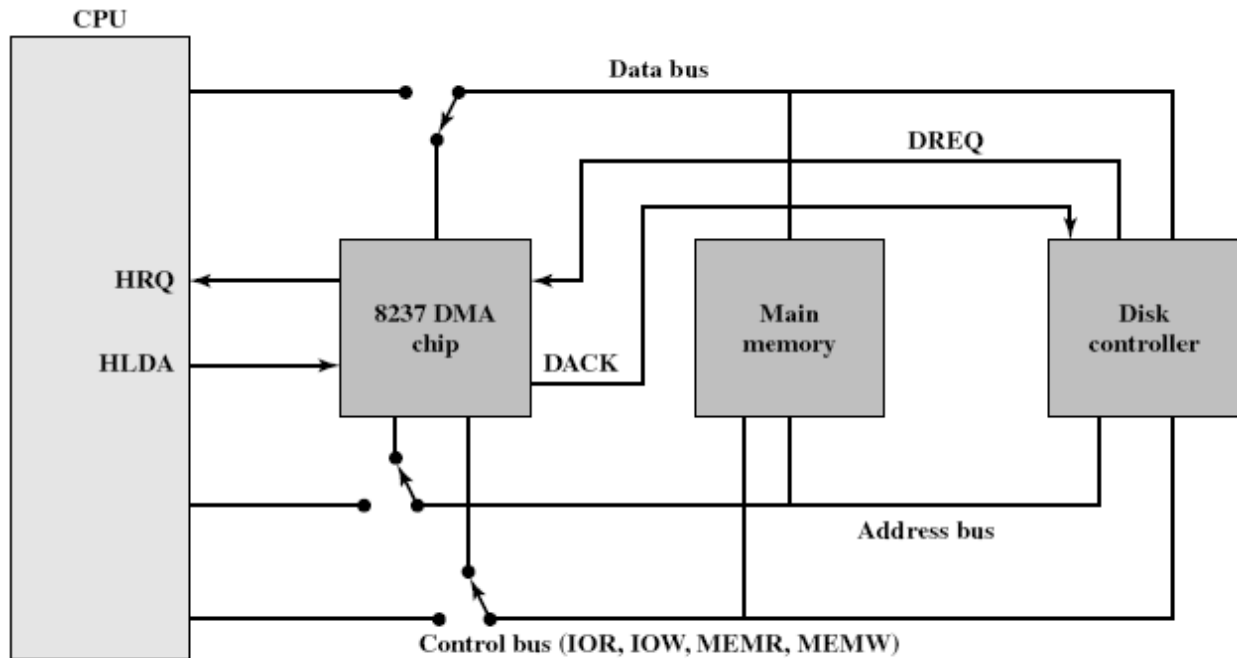 CPU
Data bus
DREQ
HRQ
8237 DMA
chip
Main
memory
Disk
controller
HLDA
DACK
Address bus
Control bus (IOR, IOW, MEMR, MEMW)